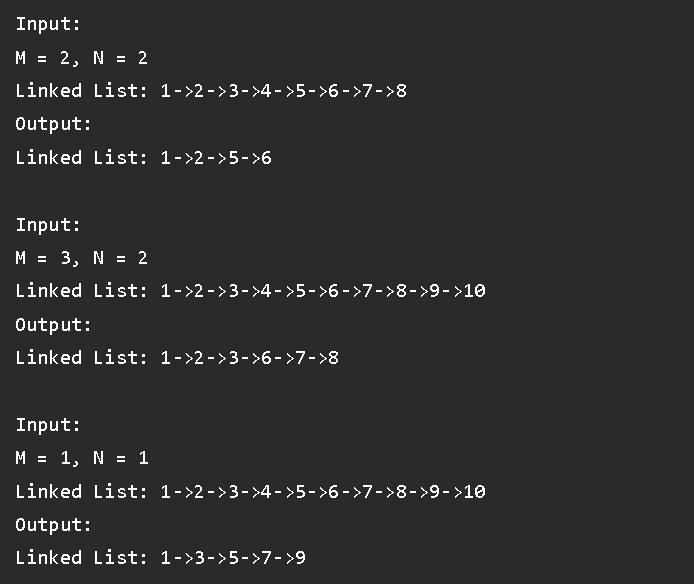 Input:
M = 2, N = 2
Linked List: 1->2->3->4->5->6->7->8
Output:
Linked List: 1->2->5->6
Input:
M = 3, N = 2
Linked List: 1->2->3->4->5->6->7->8->9->10
Output:
Linked List: 1->2->3->6->7->8
Input:
M = 1, N = 1
Linked List: 1->2->3->4->5->6->7->8->9->10
Output:
Linked List: 1->3->5->7->9